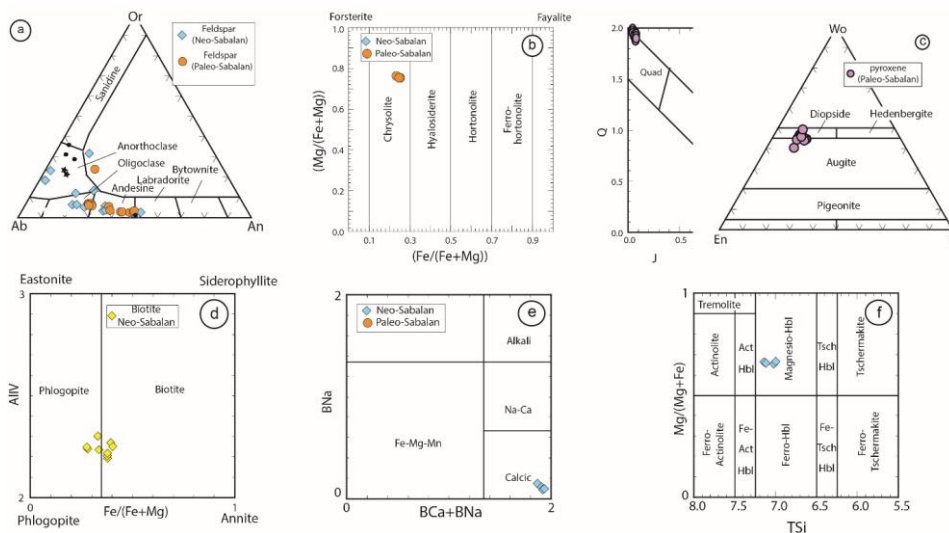 a
Or
Feldspar
(Neo-Sabalan)
Feldspar
(Paleo-Sabalan)
Sanidine
Anorthoclase
Oligoclase
Bytownite
Labradorite
Andesine
Ab
An
Forsterite
Fayalite
b
Neo-Sabalan
Paleo-Sabalan
(Mg/(Fe+Mg))
1.0
0.8
0.6
0.4
0.2
0.0
Chrysolite
Hyalosiderite
Hortonolite
Ferro-
hortonolite
0.1
0.3
0.5
0.7
0.9
(Fe/(Fe+Mg))
2.0
1.5
1.0
0.5
0.0
Q
Quad
0.0
0.5
J
Wo
c
pyroxene
(Paleo-Sabalan)
Diopside
Hedenbergite
Augite
Pigeonite
En
Eastonite
Siderophyllite
3
Biotite
Neo-Sabalan
d
AlIV
Phlogopite
Biotite
2
0
Fe/(Fe+Mg)
1
Phlogopite
Annite
2
Neo-Sabalan
Paleo-Sabalan
e
Alkali
BNa
Na-Ca
Fe-Mg-Mn
Calcic
0
0
BCa+BNa
2
1
Tremolite
f
Mg/(Mg+Fe)
Actinolite
Act
Hbl
Magnesio-Hbl
Tsch
Hbl
Tschermakite
Ferro-
Actinolite
Fe-
Act
Hbl
Ferro-Hbl
Fe-
Tsch
Hbl
Ferro-
Tschermakite
0
8.0
7.5
7.0
6.5
6.0
5.5
TSi